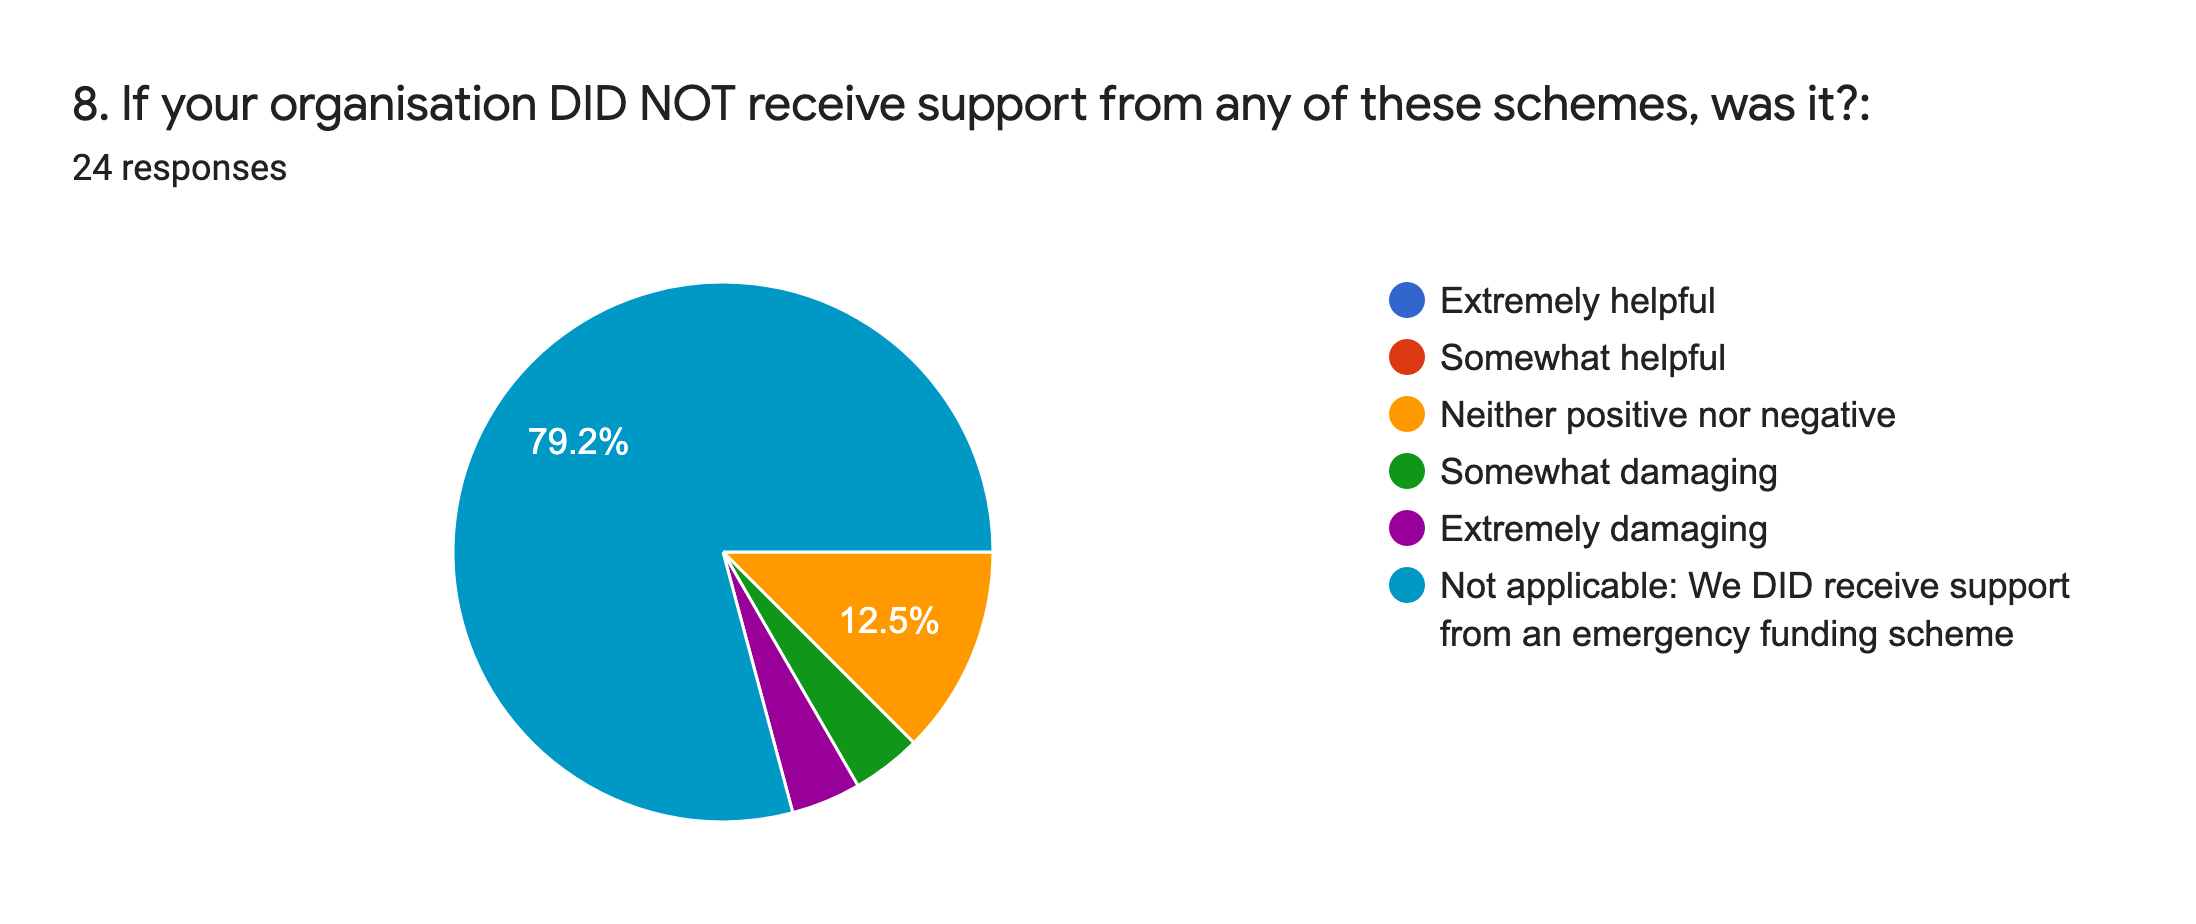 8. If your organisation DID NOT receive support from any of these schemes, was it?:
24 responses
79.2%
12.5%
Extremely helpful
Somewhat helpful
Neither positive nor negative
Somewhat damaging
Extremely damaging
Not applicable: We DID receive support
from an emergency funding scheme